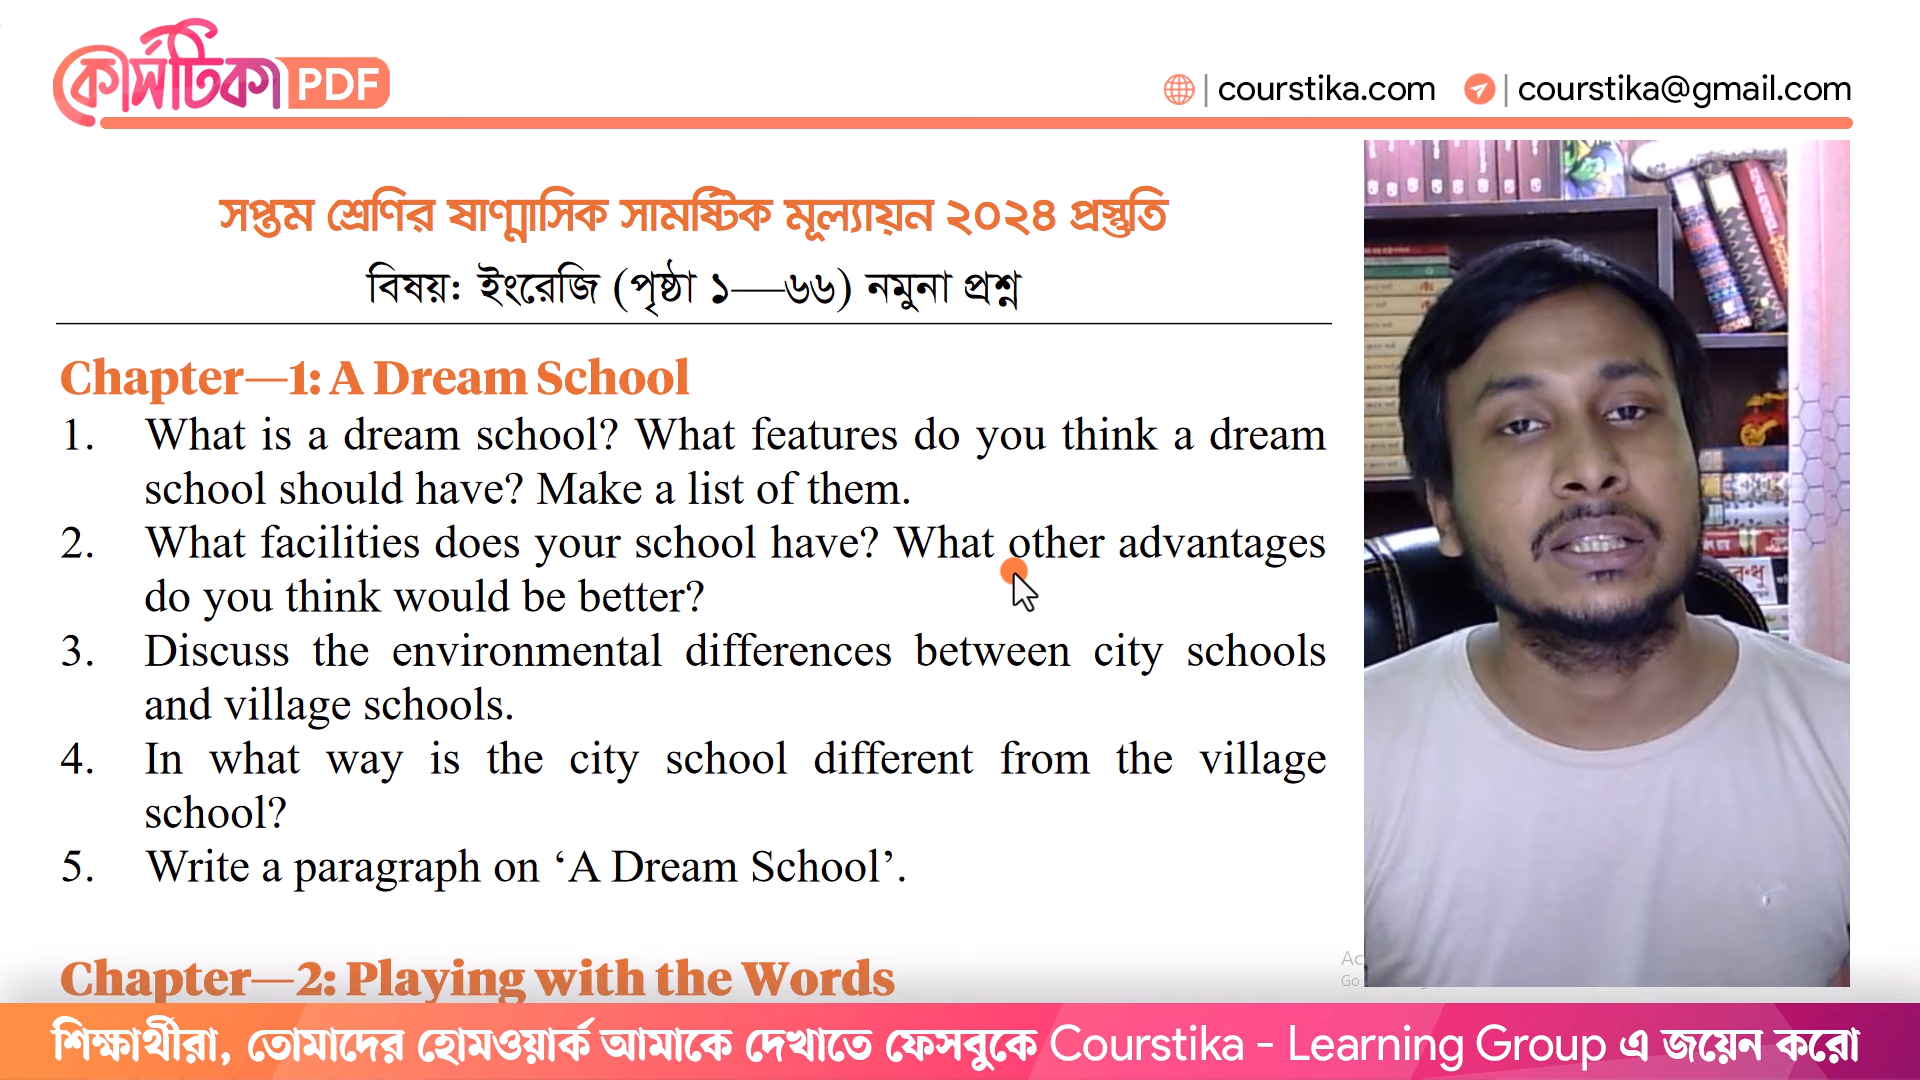 কোর্সটিকা PDF
courstika.com
courstika@gmail.com
সপ্তম শ্রেণির ষাণ্মাসিক সামষ্টিক মূল্যায়ন ২০২৪ প্রস্তুতি
বিষয়: ইংরেজি (পৃষ্ঠা ১—৬৬) নমুনা প্রশ্ন
Chapter—1: A Dream School
1. What is a dream school? What features do you think a dream
school should have? Make a list of them.
2. What facilities does your school have? What other advantages
do you think would be better?
3. Discuss the environmental differences between city schools
and village schools.
4. In what way is the city school different from the village
school?
5. Write a paragraph on ‘A Dream School’.
Chapter—2: Playing with the Words
শিক্ষার্থীরা, তোমাদের হোমওয়ার্ক আমাকে দেখাতে ফেসবুকে Courstika - Learning Group এ জয়েন করো